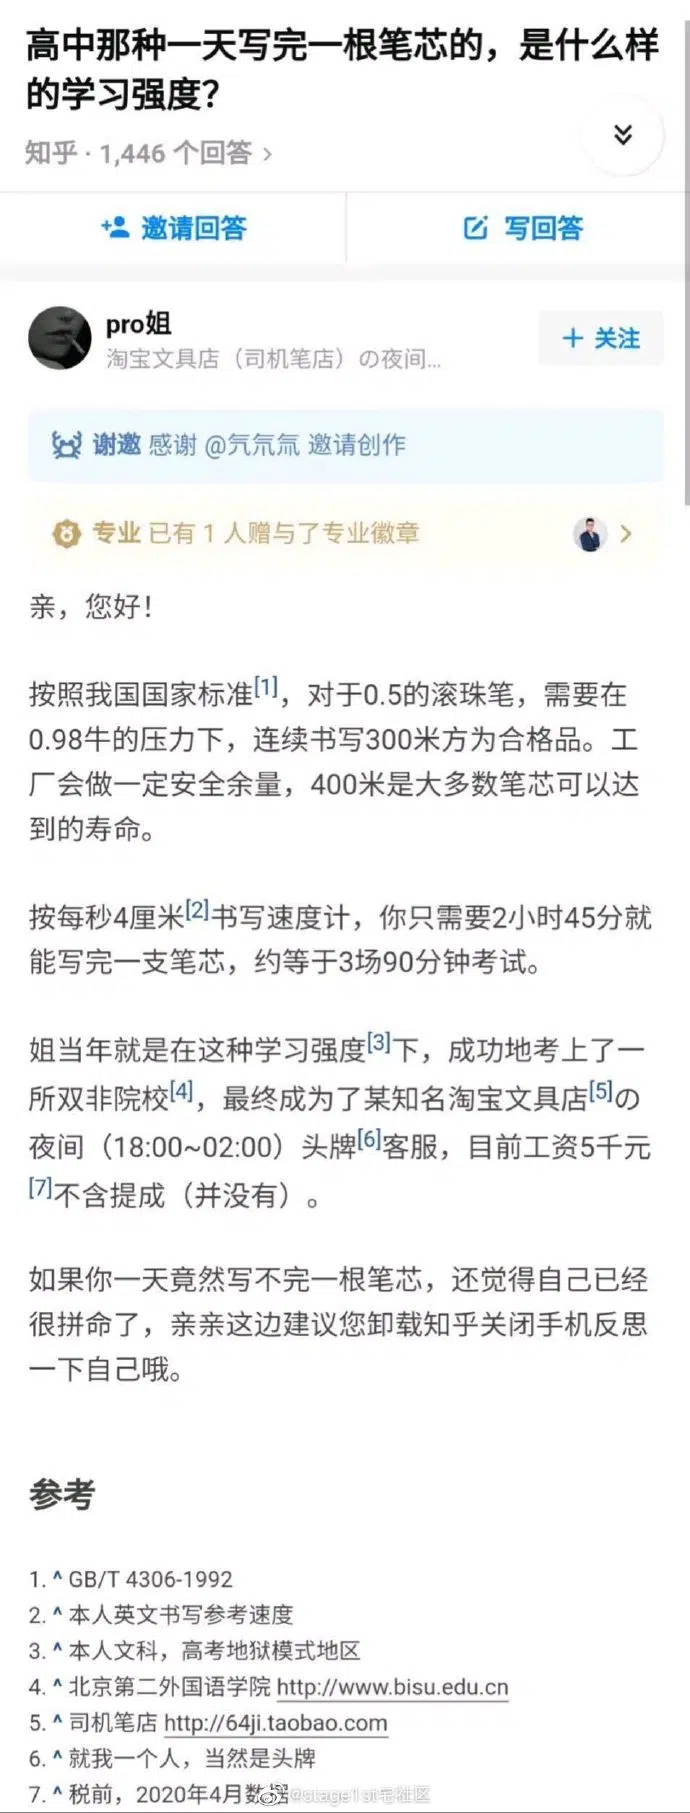 高中那种一天写完一根笔芯的，是什么样
的学习强度？
知乎 · 1,446 个回答 >
邀请回答
写回答
pro姐
淘宝文具店（司机笔店）の夜间...
+ 关注
谢邀 感谢 @氕氘氚 邀请创作
专业 已有 1 人赠与了专业徽章
亲，您好！
按照我国国家标准[1]，对于0.5的滚珠笔，需要在
0.98牛的压力下，连续书写300米方为合格品。工
厂会做一定安全余量，400米是大多数笔芯可以达
到的寿命。
按每秒4厘米[2]书写速度计，你只需要2小时45分就
能写完一支笔芯，约等于3场90分钟考试。
姐当年就是在这种学习强度[3]下，成功地考上了一
所双非院校[4]，最终成为了某知名淘宝文具店[5]の
夜间（18:00~02:00）头牌[6]客服，目前工资5千元
[7]不含提成（并没有）。
如果你一天竟然写不完一根笔芯，还觉得自己已经
很拼命了，亲亲这边建议您卸载知乎关闭手机反思
一下自己哦。
参考
1. ^ GB/T 4306-1992
2. ^ 本人英文书写参考速度
3. ^ 本人文科，高考地狱模式地区
4. ^ 北京第二外国语学院 http://www.bisu.edu.cn
5. ^ 司机笔店 http://64ji.taobao.com
6. ^ 就我一个人，当然是头牌
7. ^ 税前，2020年4月数据
@stage1st宅社区